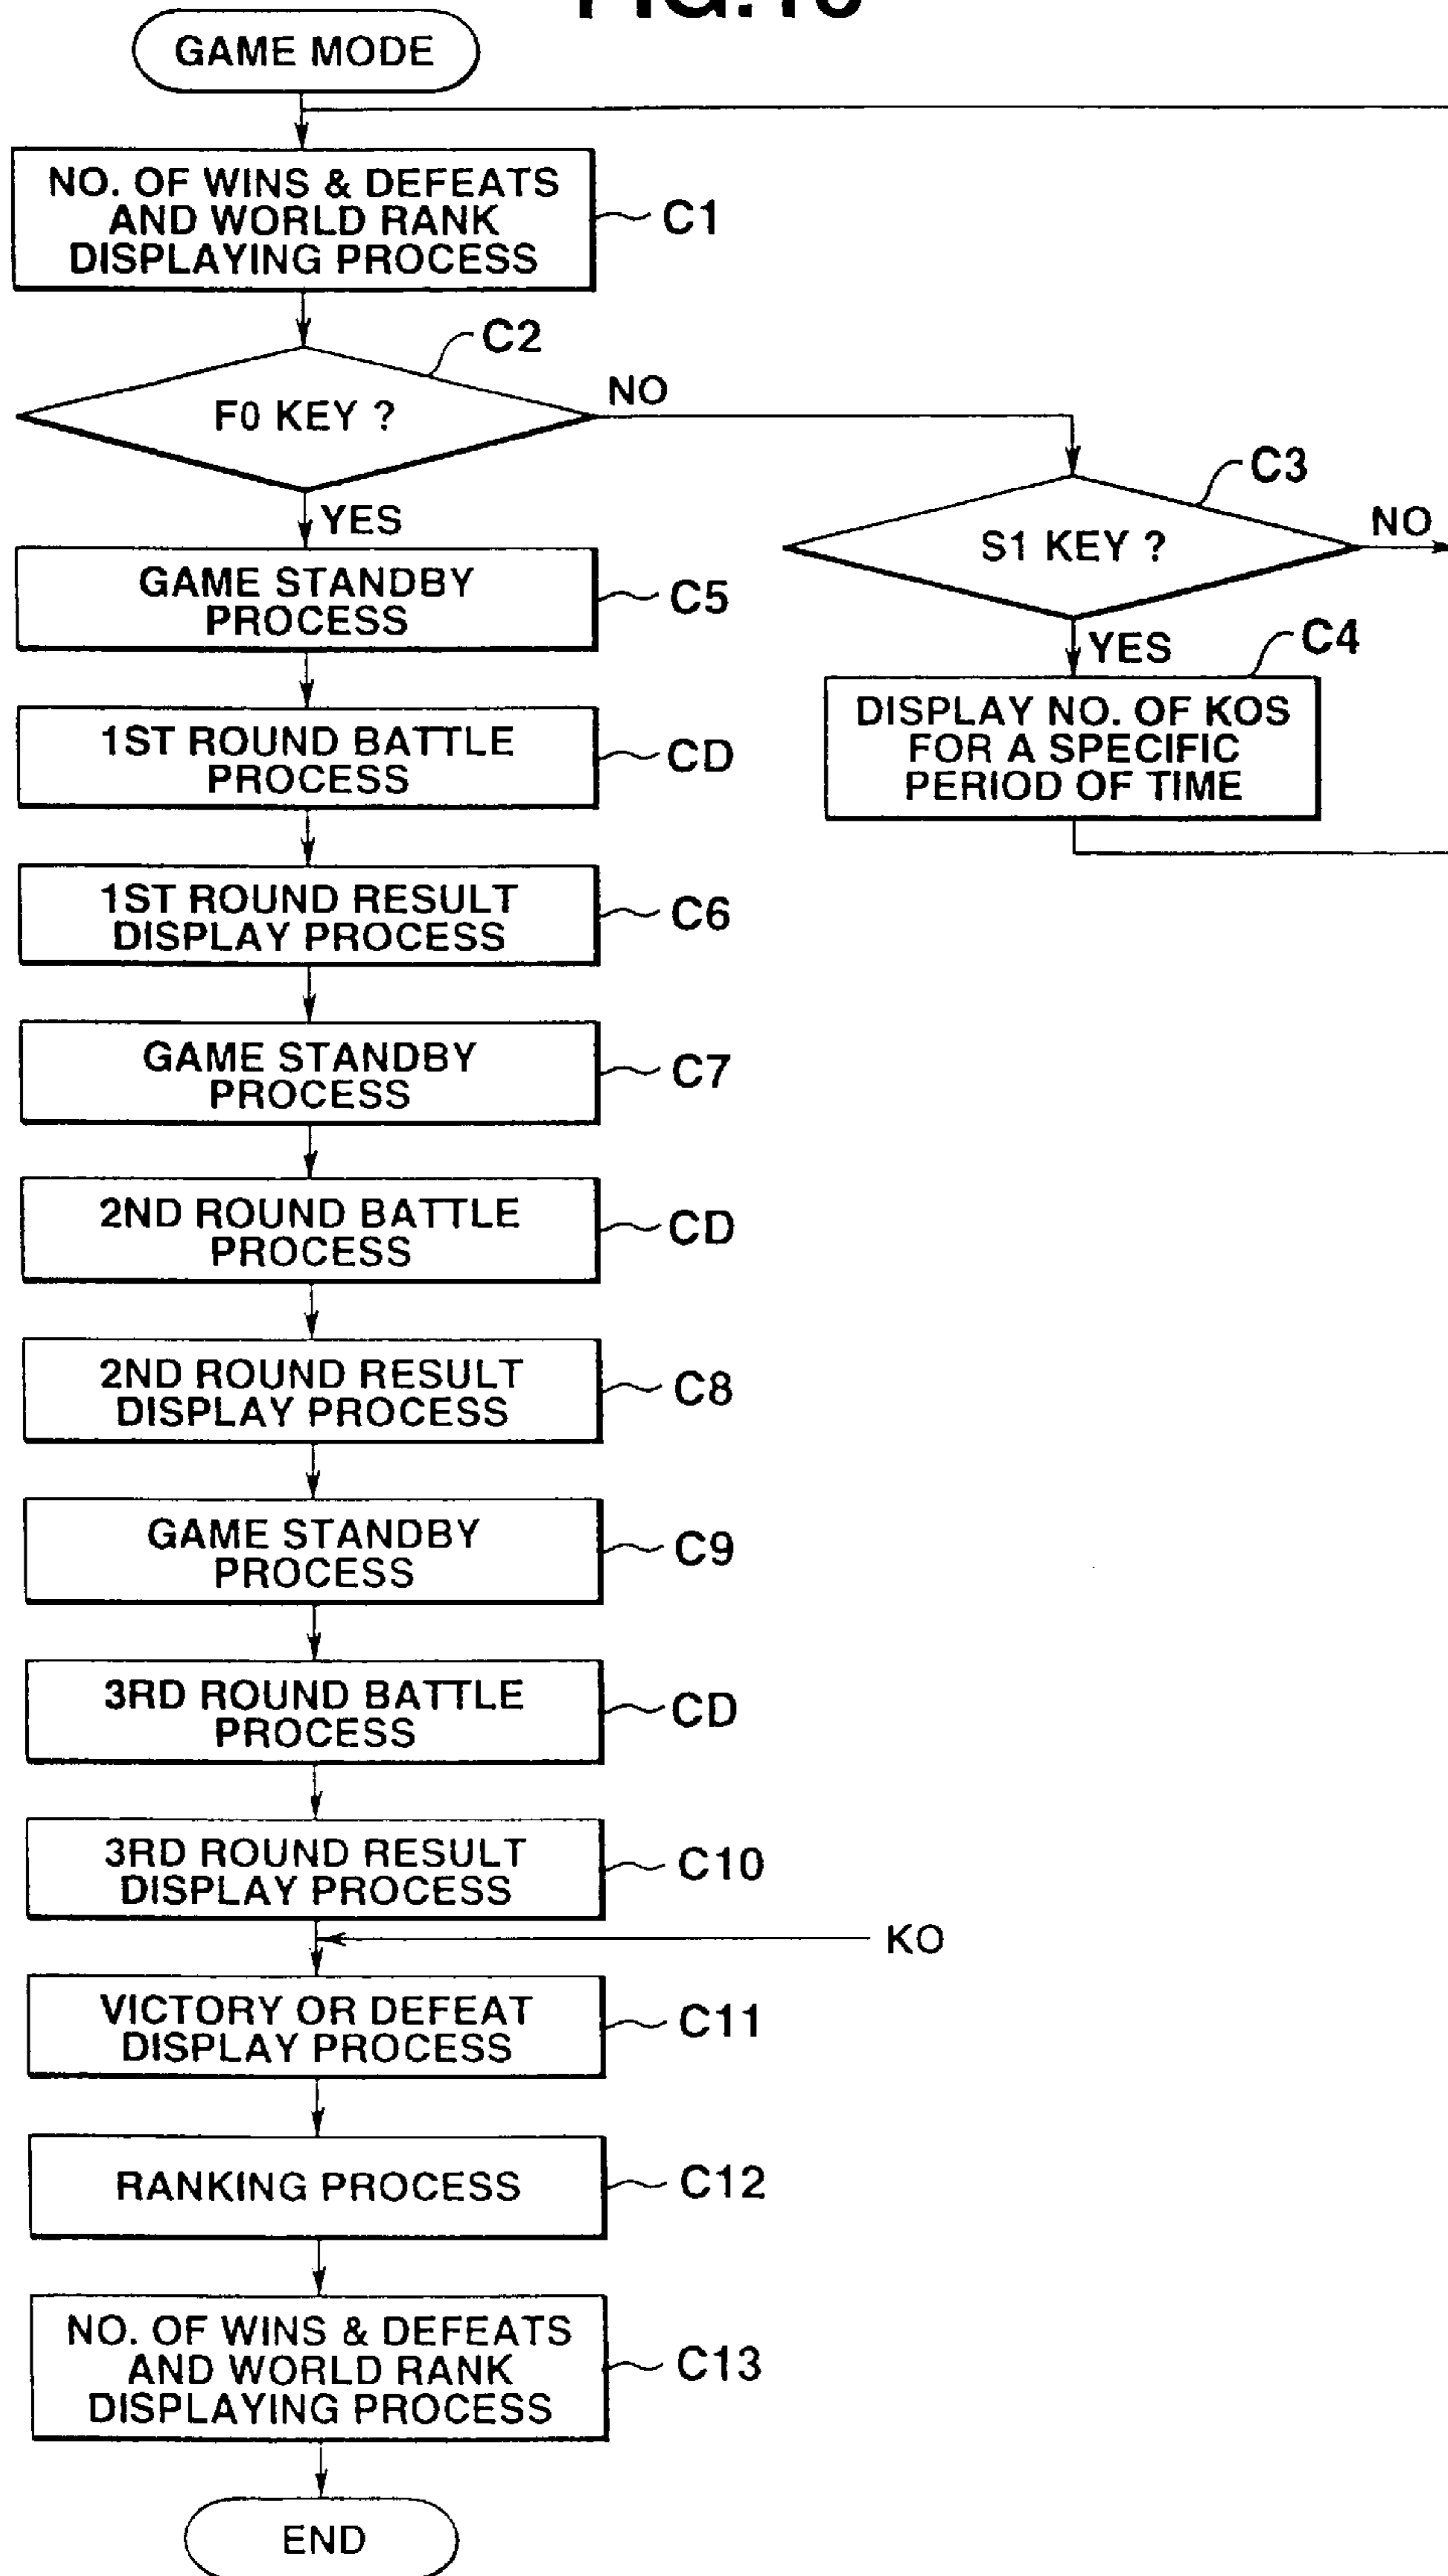 GAME MODE
NO. OF WINS & DEFEATS
AND WORLD RANK
DISPLAYING PROCESS
C1
C2
F0 KEY ?
NO
C3
S1 KEY ?
NO
YES
YES
C4
DISPLAY NO. OF KOS
FOR A SPECIFIC
PERIOD OF TIME
GAME STANDBY
PROCESS
C5
1ST ROUND BATTLE
PROCESS
CD
1ST ROUND RESULT
DISPLAY PROCESS
C6
GAME STANDBY
PROCESS
C7
2ND ROUND BATTLE
PROCESS
CD
2ND ROUND RESULT
DISPLAY PROCESS
C8
GAME STANDBY
PROCESS
C9
3RD ROUND BATTLE
PROCESS
CD
3RD ROUND RESULT
DISPLAY PROCESS
C10
KO
VICTORY OR DEFEAT
DISPLAY PROCESS
C11
RANKING PROCESS
C12
NO. OF WINS & DEFEATS
AND WORLD RANK
DISPLAYING PROCESS
C13
END